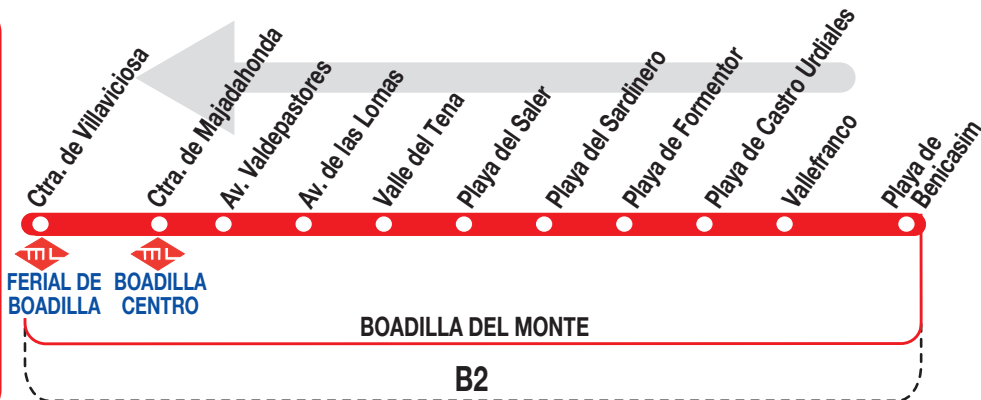 Ctra. de Villaviciosa
Ctra. de Majadahonda
Av. Valdepastores
Av. de las Lomas
Valle del Tena
Playa del Saler
Playa del Sardinero
Playa de Formentor
Playa de Castro Urdiales
Vallefranco
Playa de
Benicasim
ML
FERIAL DE
BOADILLA
ML
BOADILLA
CENTRO
BOADILLA DEL MONTE
B2